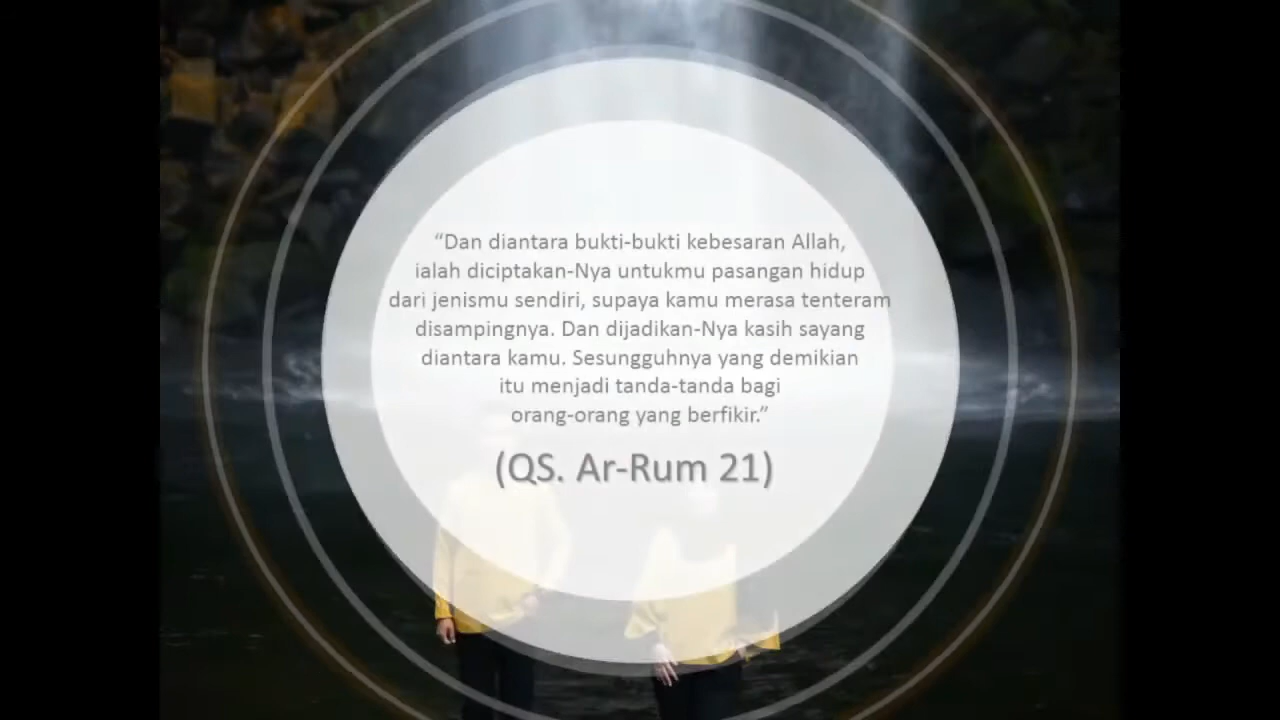 “Dan diantara bukti-bukti kebesaran Allah,
ialah diciptakan-Nya untukmu pasangan hidup
dari jenismu sendiri, supaya kamu merasa tenteram
disampingnya. Dan dijadikan-Nya kasih sayang
diantara kamu. Sesungguhnya yang demikian
itu menjadi tanda-tanda bagi
orang-orang yang berfikir.”
(QS. Ar-Rum 21)